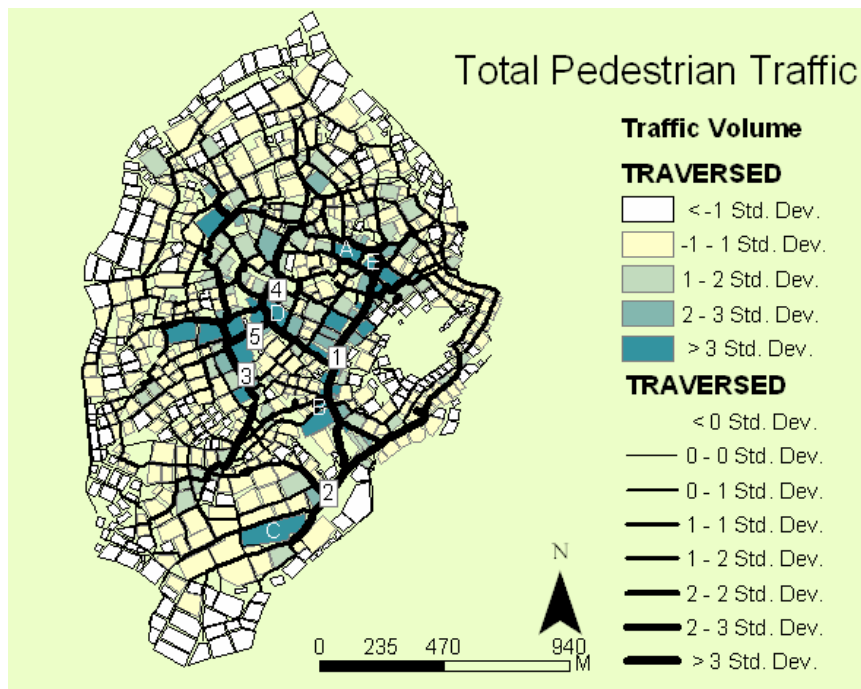 Total Pedestrian Traffic
Traffic Volume
TRAVERSED
< -1 Std. Dev.
-1 - 1 Std. Dev.
1 - 2 Std. Dev.
2 - 3 Std. Dev.
> 3 Std. Dev.
TRAVERSED
< 0 Std. Dev.
0 - 0 Std. Dev.
0 - 1 Std. Dev.
1 - 1 Std. Dev.
1 - 2 Std. Dev.
2 - 2 Std. Dev.
2 - 3 Std. Dev.
> 3 Std. Dev.
A
E
4
D
5
1
3
B
2
C
N
0 235 470 940
M